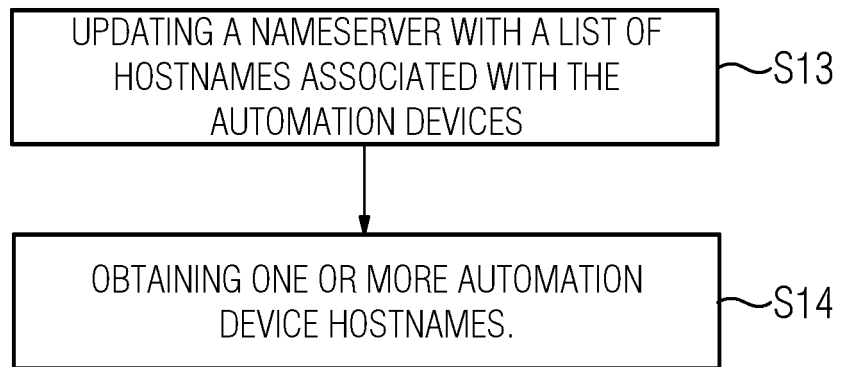 UPDATING A NAMESERVER WITH A LIST OF
HOSTNAMES ASSOCIATED WITH THE
AUTOMATION DEVICES
S13
OBTAINING ONE OR MORE AUTOMATION
DEVICE HOSTNAMES.
S14